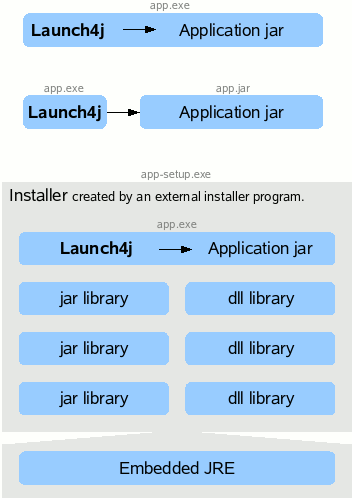 app.exe
Launch4j Application jar
app.exe app.jar
Launch4j Application jar
app-setup.exe
Installer created by an external installer program.
app.exe
Launch4j Application jar
jar library dll library
jar library dll library
jar library dll library
Embedded JRE